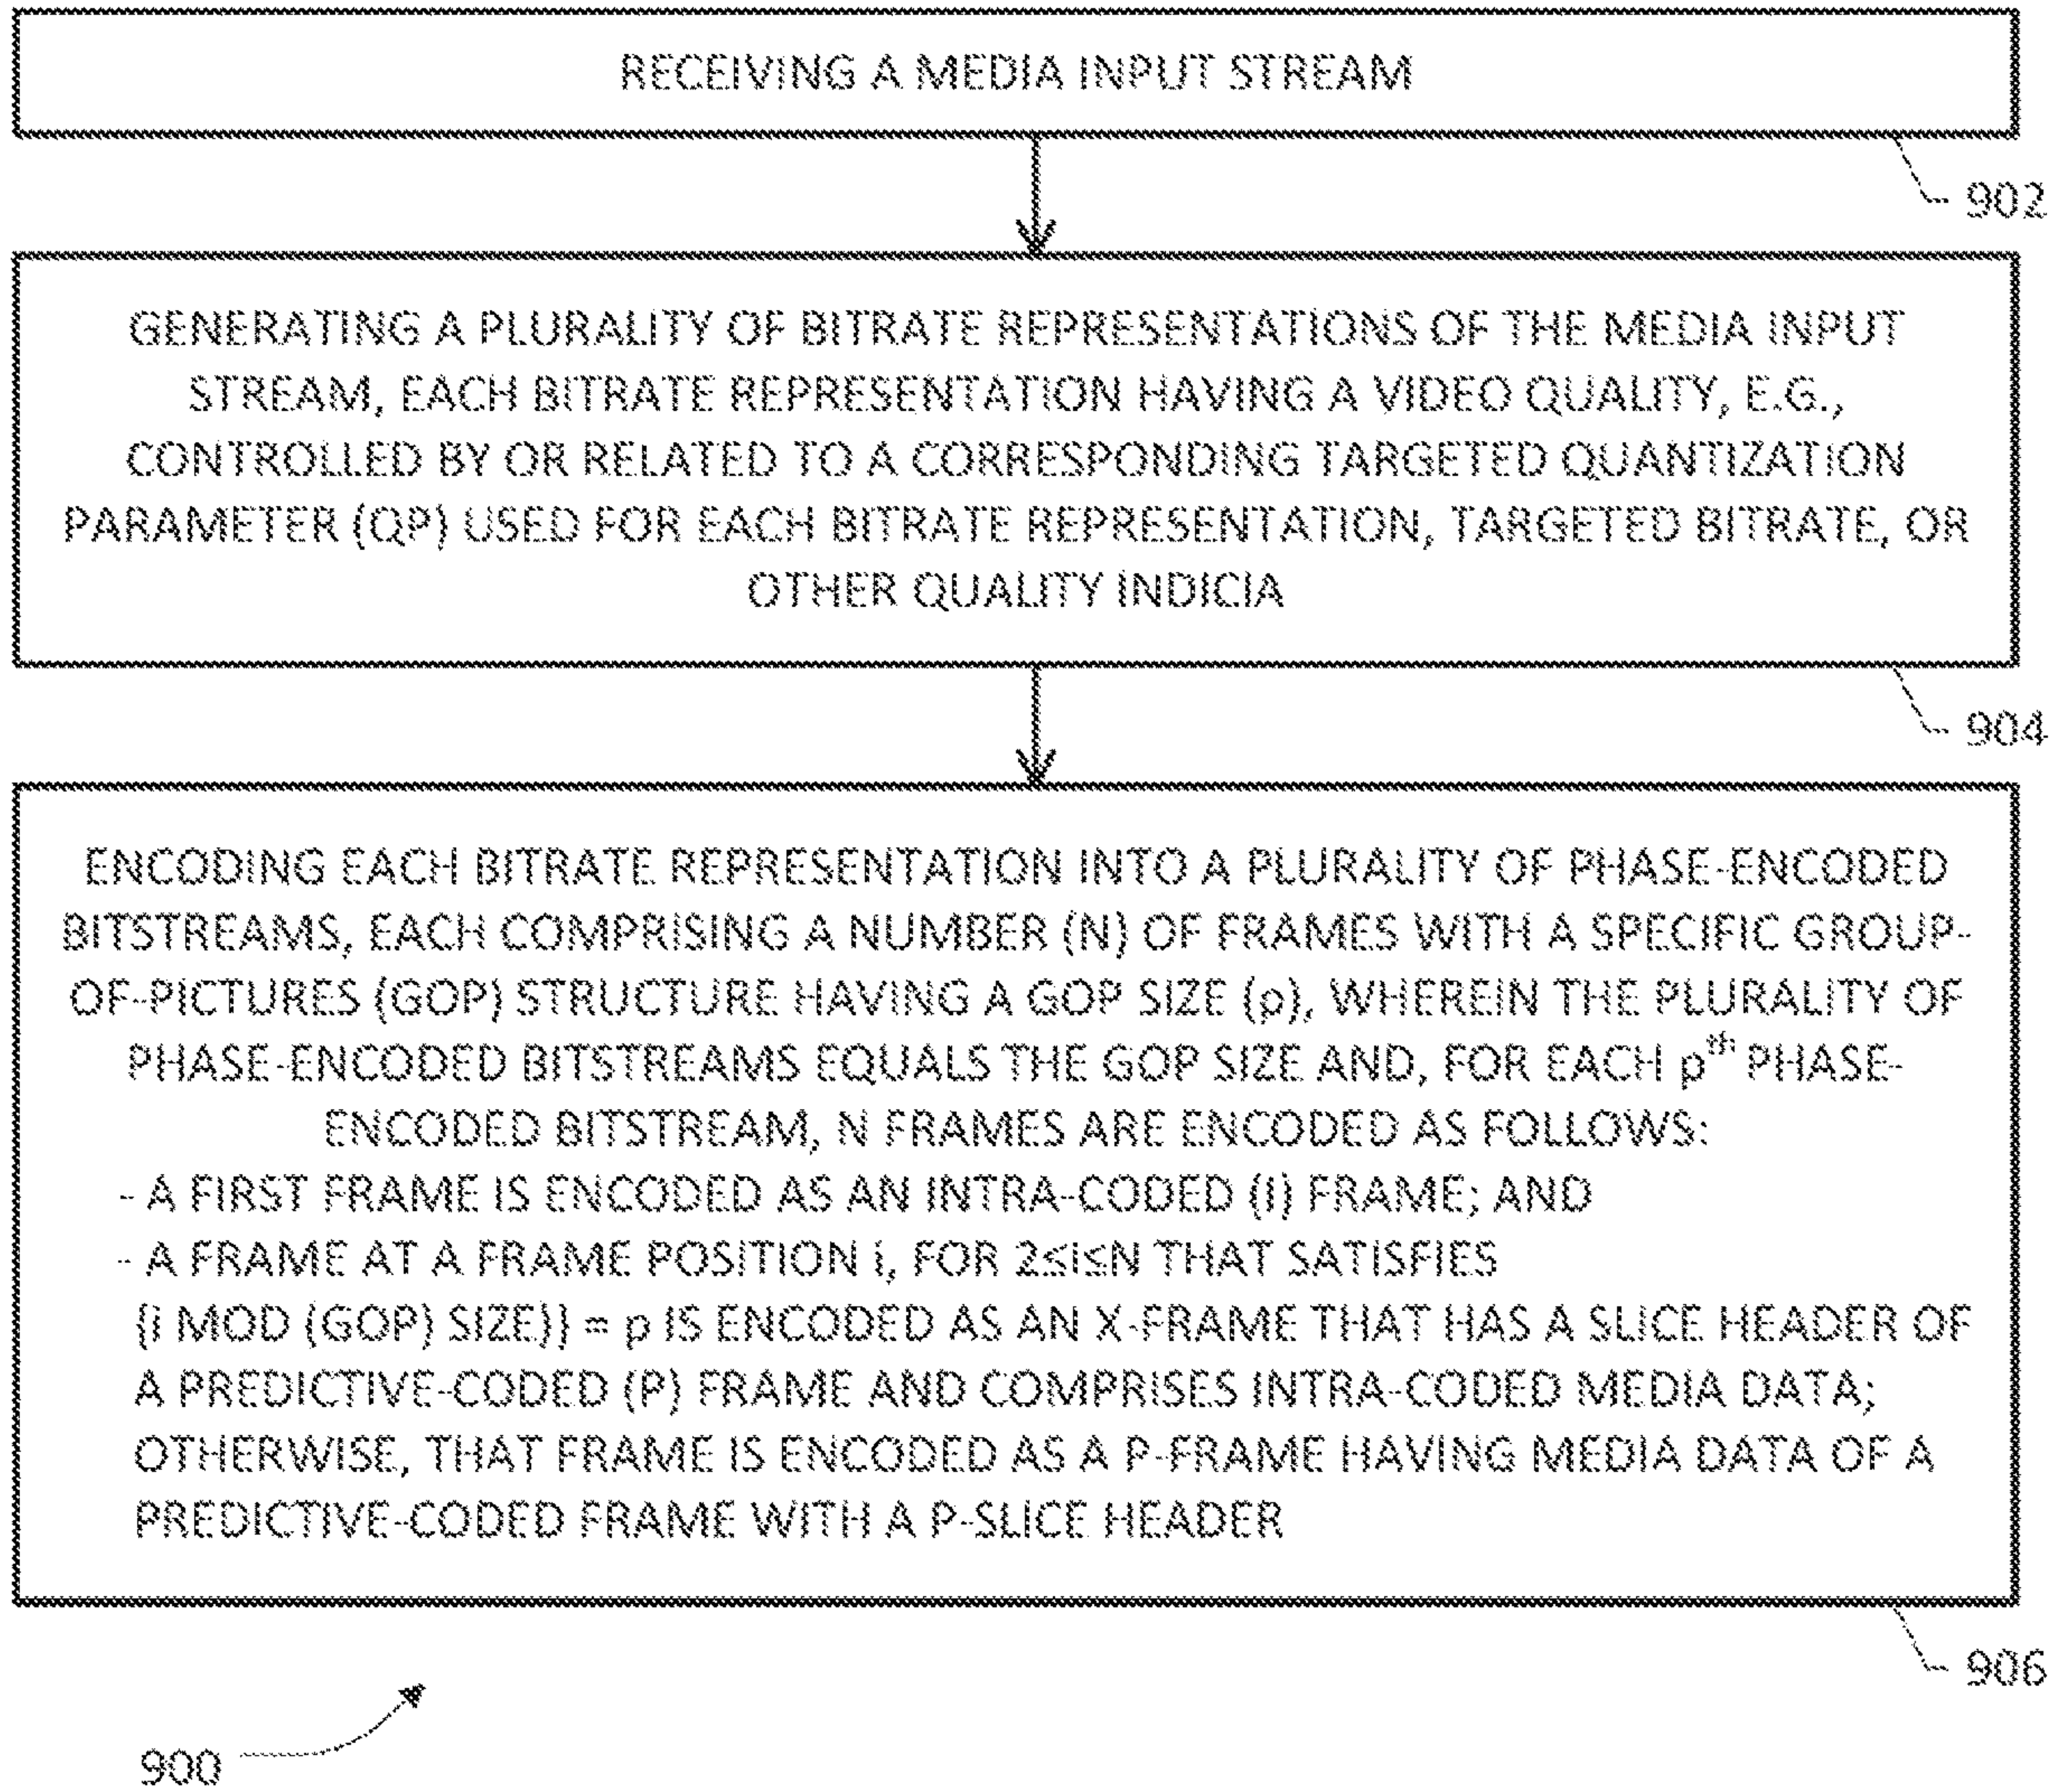 RECEIVING A MEDIA INPUT STREAM
902
GENERATING A PLURALITY OF BITRATE REPRESENTATIONS OF THE MEDIA INPUT
STREAM, EACH BITRATE REPRESENTATION HAVING A VIDEO QUALITY, E.G.,
CONTROLLED BY OR RELATED TO A CORRESPONDING TARGETED QUANTIZATION
PARAMETER (QP) USED FOR EACH BITRATE REPRESENTATION, TARGETED BITRATE, OR
OTHER QUALITY INDICIA
904
ENCODING EACH BITRATE REPRESENTATION INTO A PLURALITY OF PHASE-ENCODED
BITSTREAMS, EACH COMPRISING A NUMBER (N) OF FRAMES WITH A SPECIFIC GROUP-
OF-PICTURES (GOP) STRUCTURE HAVING A GOP SIZE (p), WHEREIN THE PLURALITY OF
PHASE-ENCODED BITSTREAMS EQUALS THE GOP SIZE AND, FOR EACH pth PHASE-
ENCODED BITSTREAM, N FRAMES ARE ENCODED AS FOLLOWS:
- A FIRST FRAME IS ENCODED AS AN INTRA-CODED (I) FRAME; AND
- A FRAME AT A FRAME POSITION i, FOR 2≤i≤N THAT SATISFIES
{i MOD (GOP) SIZE)} = p IS ENCODED AS AN X-FRAME THAT HAS A SLICE HEADER OF
A PREDICTIVE-CODED (P) FRAME AND COMPRISES INTRA-CODED MEDIA DATA;
OTHERWISE, THAT FRAME IS ENCODED AS A P-FRAME HAVING MEDIA DATA OF A
PREDICTIVE-CODED FRAME WITH A P-SLICE HEADER
906
900